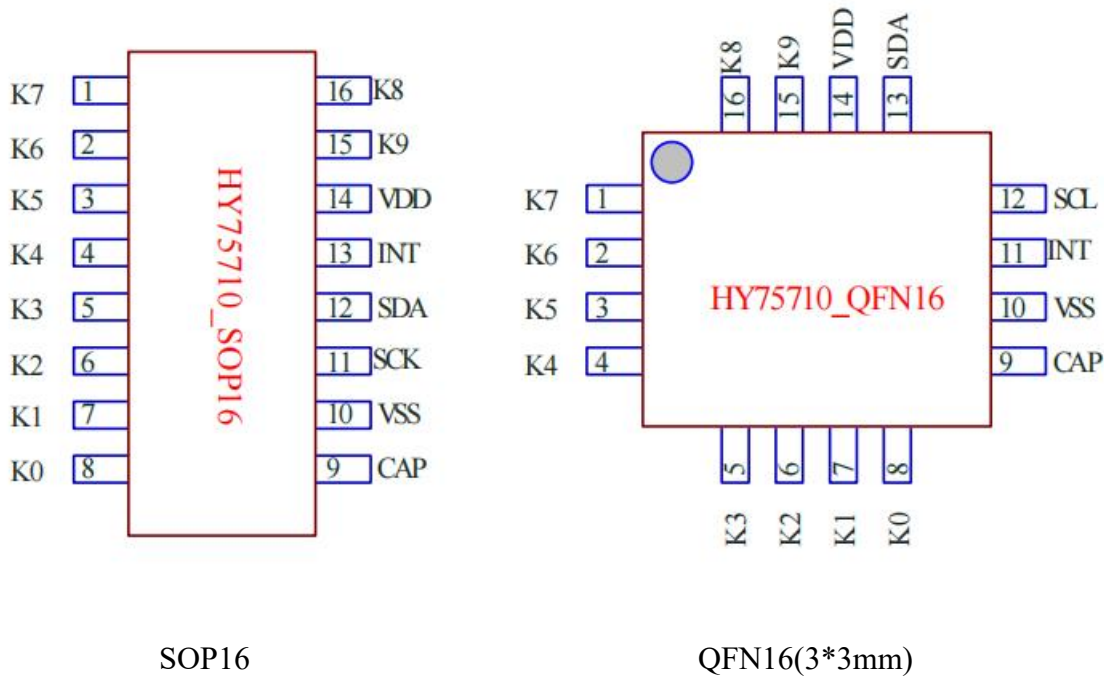 K7 1 16 K8
K6 2 15 K9
K5 3 14 VDD
K4 4 13 INT
K3 5 12 SDA
K2 6 11 SCK
K1 7 10 VSS
K0 8 9 CAP
HY75710_SOP16
SOP16
K8 K9 VDD SDA
16 15 14 13
K7 1 12 SCL
K6 2 11 INT
K5 3 10 VSS
K4 4 9 CAP
HY75710_QFN16
5 6 7 8
K3 K2 K1 K0
QFN16(3*3mm)